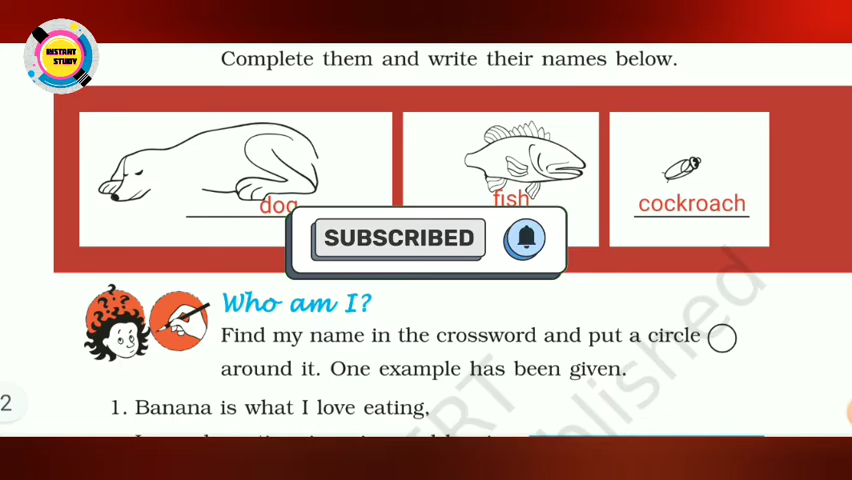 INSTANT
STUDY
Complete them and write their names below.
dog
fish
cockroach
SUBSCRIBED
Who am I?
Find my name in the crossword and put a circle
around it. One example has been given.
2
1. Banana is what I love eating,